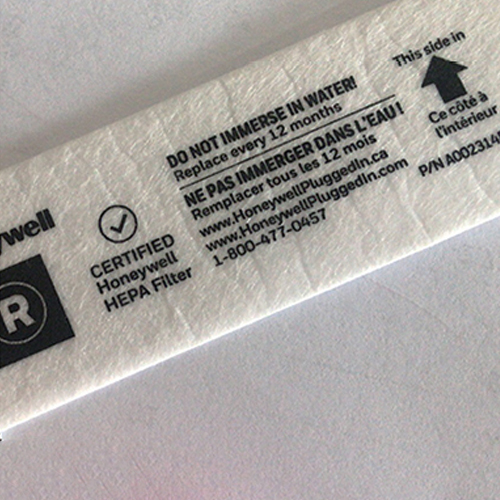 ywell
R
CERTIFIED
Honeywell
HEPA Filter
DO NOT IMMERSE IN WATER!
Replace every 12 months
NE PAS IMMERGER DANS L'EAU!
Remplacer tous les 12 mois
www.HoneywellPluggedIn.ca
www.HoneywellPluggedIn.com
1-800-477-0457
This side in
Ce côté à
l'intérieur
P/N A002314